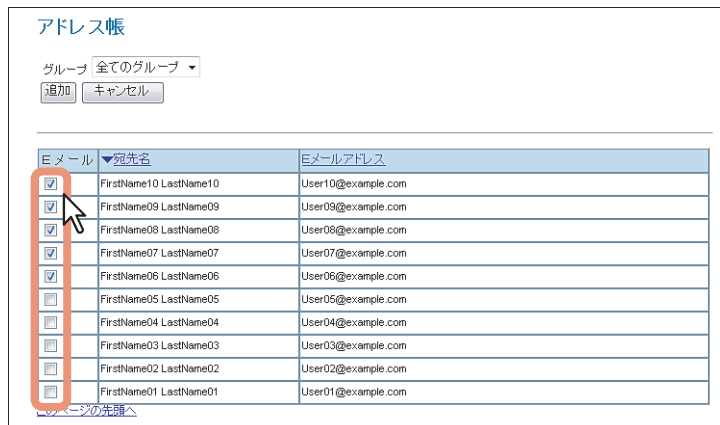 アドレス帳
グループ 全てのグループ
追加 キャンセル
Eメール ▼宛先名 Eメールアドレス
FirstName10 LastName10 User10@example.com
FirstName09 LastName09 User09@example.com
FirstName08 LastName08 User08@example.com
FirstName07 LastName07 User07@example.com
FirstName06 LastName06 User06@example.com
FirstName05 LastName05 User05@example.com
FirstName04 LastName04 User04@example.com
FirstName03 LastName03 User03@example.com
FirstName02 LastName02 User02@example.com
FirstName01 LastName01 User01@example.com
このページの先頭へ